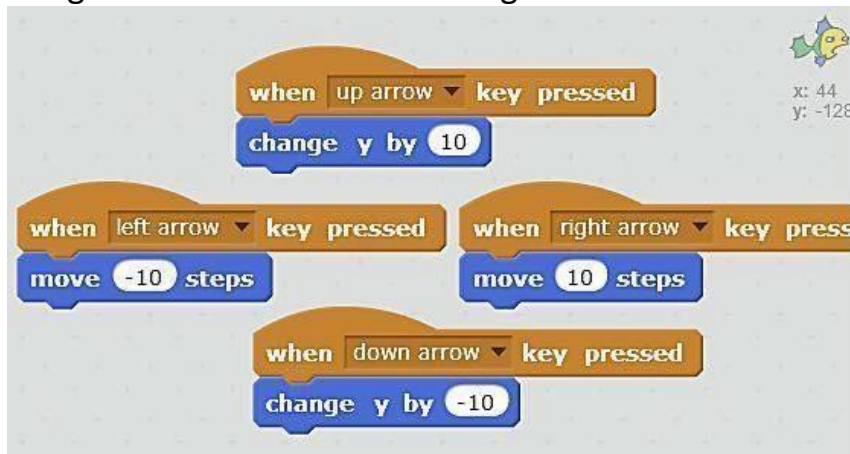 when up arrow key pressed
change y by 10
x: 44
y: -128
when left arrow key pressed
move -10 steps
when right arrow key press
move 10 steps
when down arrow key pressed
change y by -10